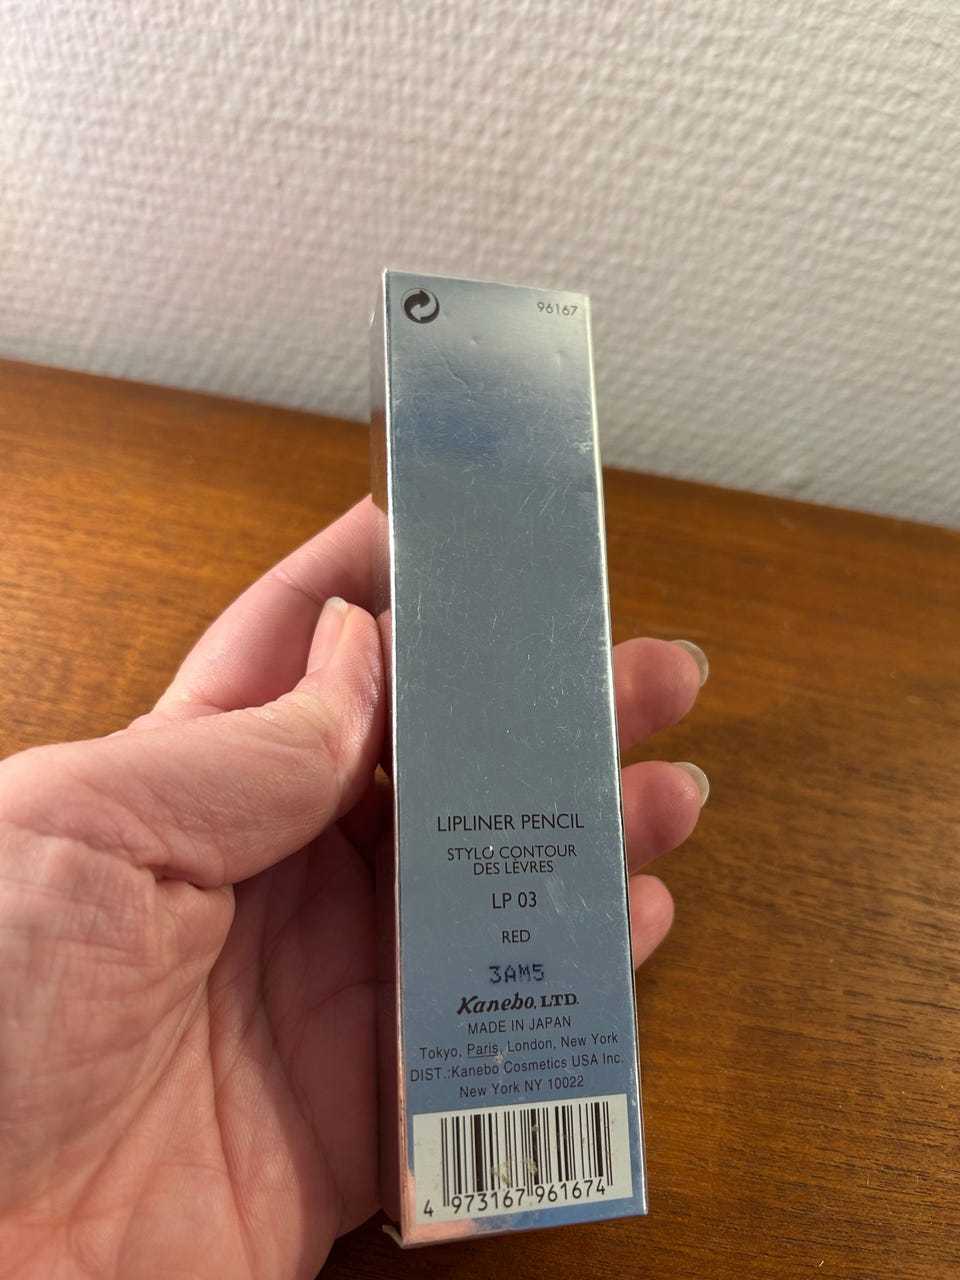 96167
LIPLINER PENCIL
STYLO CONTOUR
DES LÈVRES
LP 03
RED
3AM5
Kanebo, LTD.
MADE IN JAPAN
Tokyo, Paris, London, New York
DIST.:Kanebo Cosmetics USA Inc.
New York NY 10022
4 973167 961674